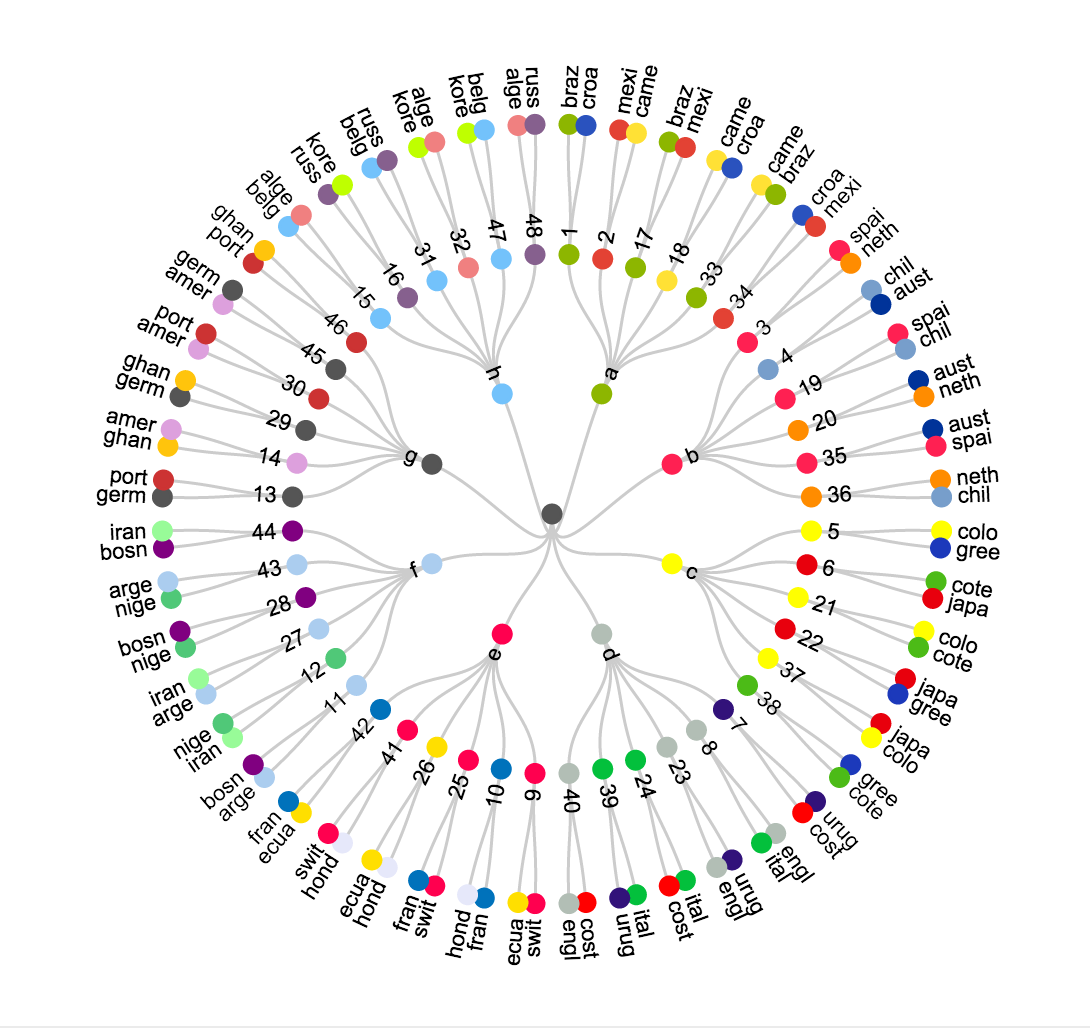 braz
croa
1
mexi
came
2
braz
mexi
17
came
croa
18
came
braz
33
croa
mexi
34
a
spai
neth
3
chil
aust
4
spai
chil
19
aust
neth
20
aust
spai
35
neth
chil
36
b
colo
gree
5
cote
japa
6
colo
cote
21
japa
gree
22
japa
colo
37
gree
cote
38
c
urug
cost
7
engl
ital
8
urug
engl
23
ital
cost
24
ital
urug
39
cost
engl
40
d
swit
ecua
9
fran
hond
10
swit
fran
25
hond
ecua
26
hond
swit
41
ecua
fran
42
e
arge
bosn
11
iran
nige
12
arge
iran
27
nige
bosn
28
nige
arge
43
bosn
iran
44
f
germ
port
13
ghan
amer
14
germ
ghan
29
amer
port
30
amer
germ
45
port
ghan
46
g
belg
alge
15
russ
kore
16
belg
russ
31
kore
alge
32
kore
belg
47
alge
russ
48
h